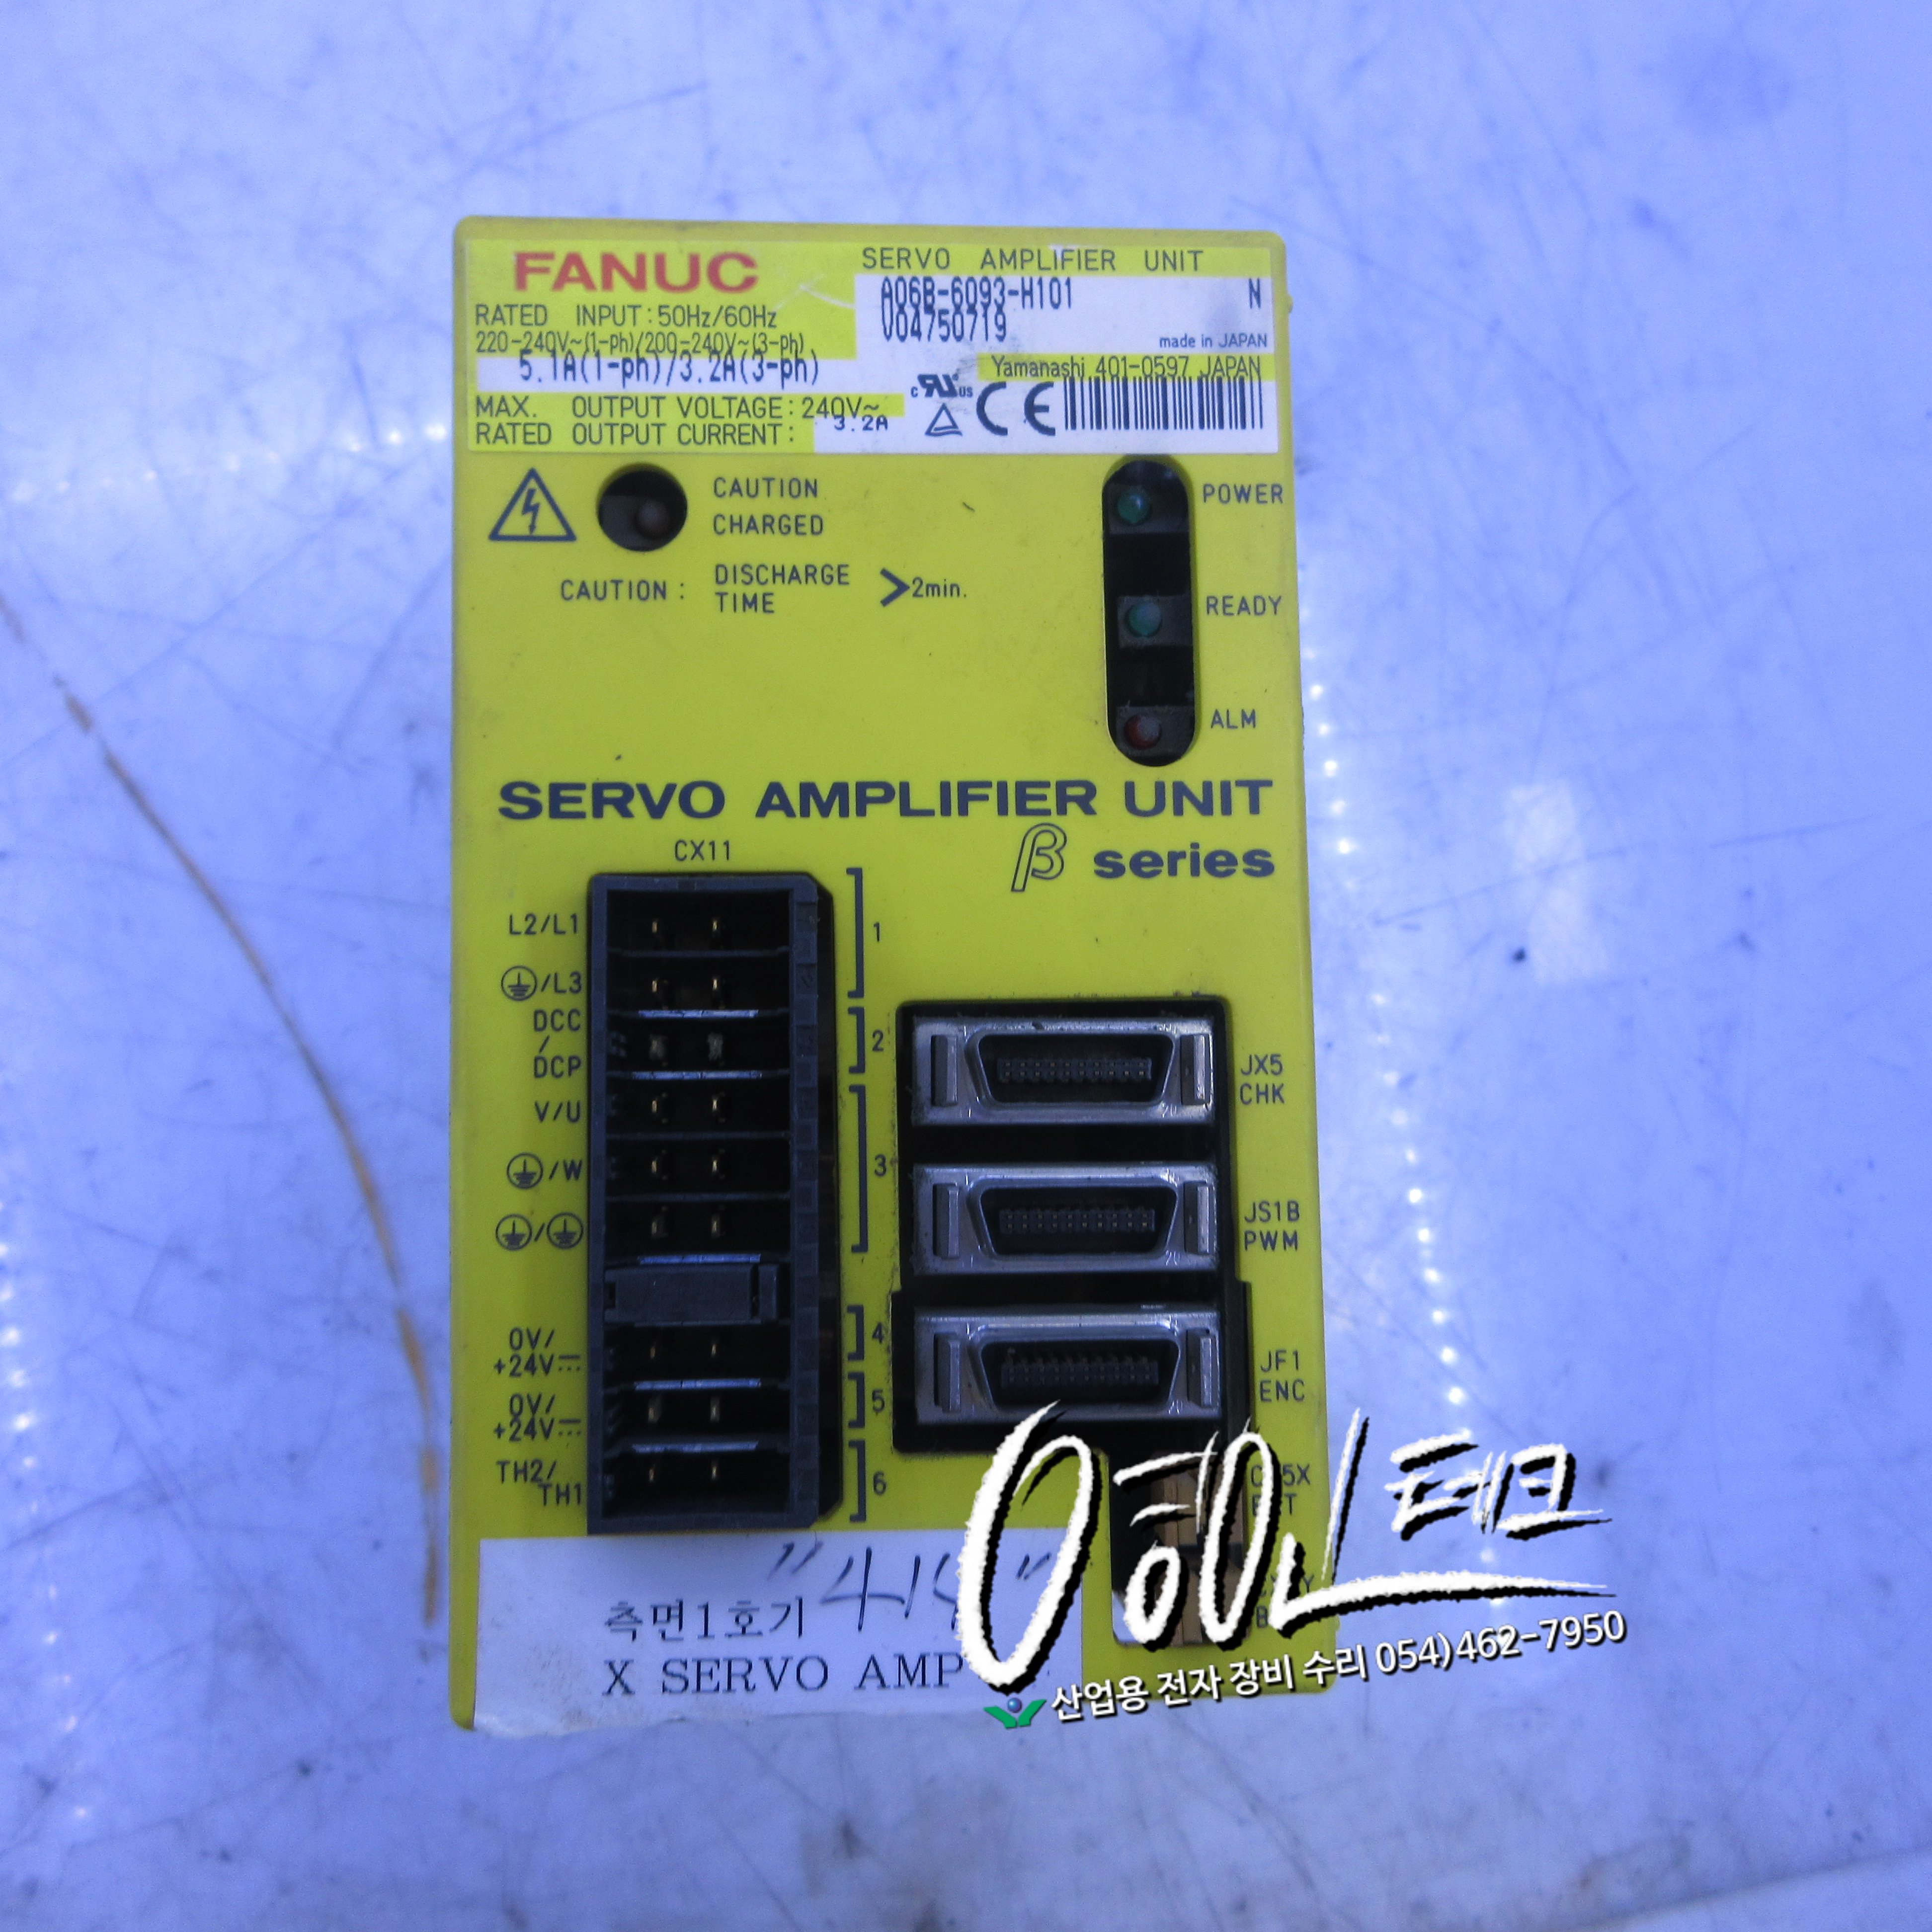 FANUC
SERVO AMPLIFIER UNIT
A06B-6093-H101 N
V04750719
made in JAPAN
Yamanashi 401-0597 JAPAN
RATED INPUT:50Hz/60Hz
220-240V~(1-ph)/200-240V~(3-ph)
5.1A(1-ph)/3.2A(3-ph)
MAX. OUTPUT VOLTAGE:240V~
RATED OUTPUT CURRENT: 3.2A
c RU us
CE
CAUTION
CHARGED
CAUTION: DISCHARGE TIME >2min.
POWER
READY
ALM
SERVO AMPLIFIER UNIT
β series
CX11
L2/L1
/L3
DCC
/
DCP
V/U
/W
/
0V/
+24V
0V/
+24V
TH2/
TH1
1
2
3
4
5
6
JX5
CHK
JS1B
PWM
JF1
ENC
측면1호기
X SERVO AMP
영인테크
산업용 전자 장비 수리 054)462-7950